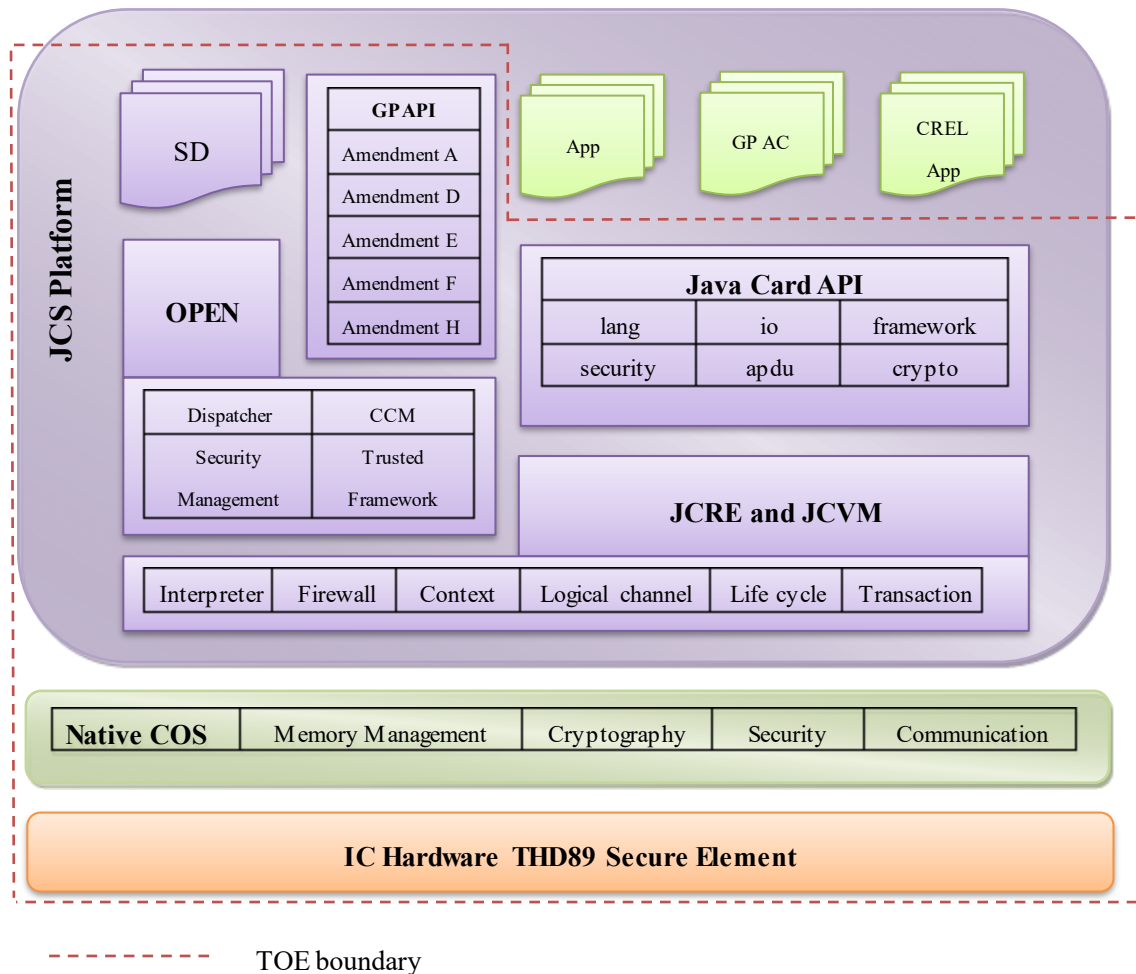 JCS Platform
SD
GP API
Amendment A
Amendment D
Amendment E
Amendment F
Amendment H
App
GP AC
CREL
App
OPEN
Dispatcher
CCM
Security
Management
Trusted
Framework
Java Card API
lang
io
framework
security
apdu
crypto
JCRE and JCVM
Interpreter
Firewall
Context
Logical channel
Life cycle
Transaction
Native COS
Memory Management
Cryptography
Security
Communication
IC Hardware THD89 Secure Element
TOE boundary